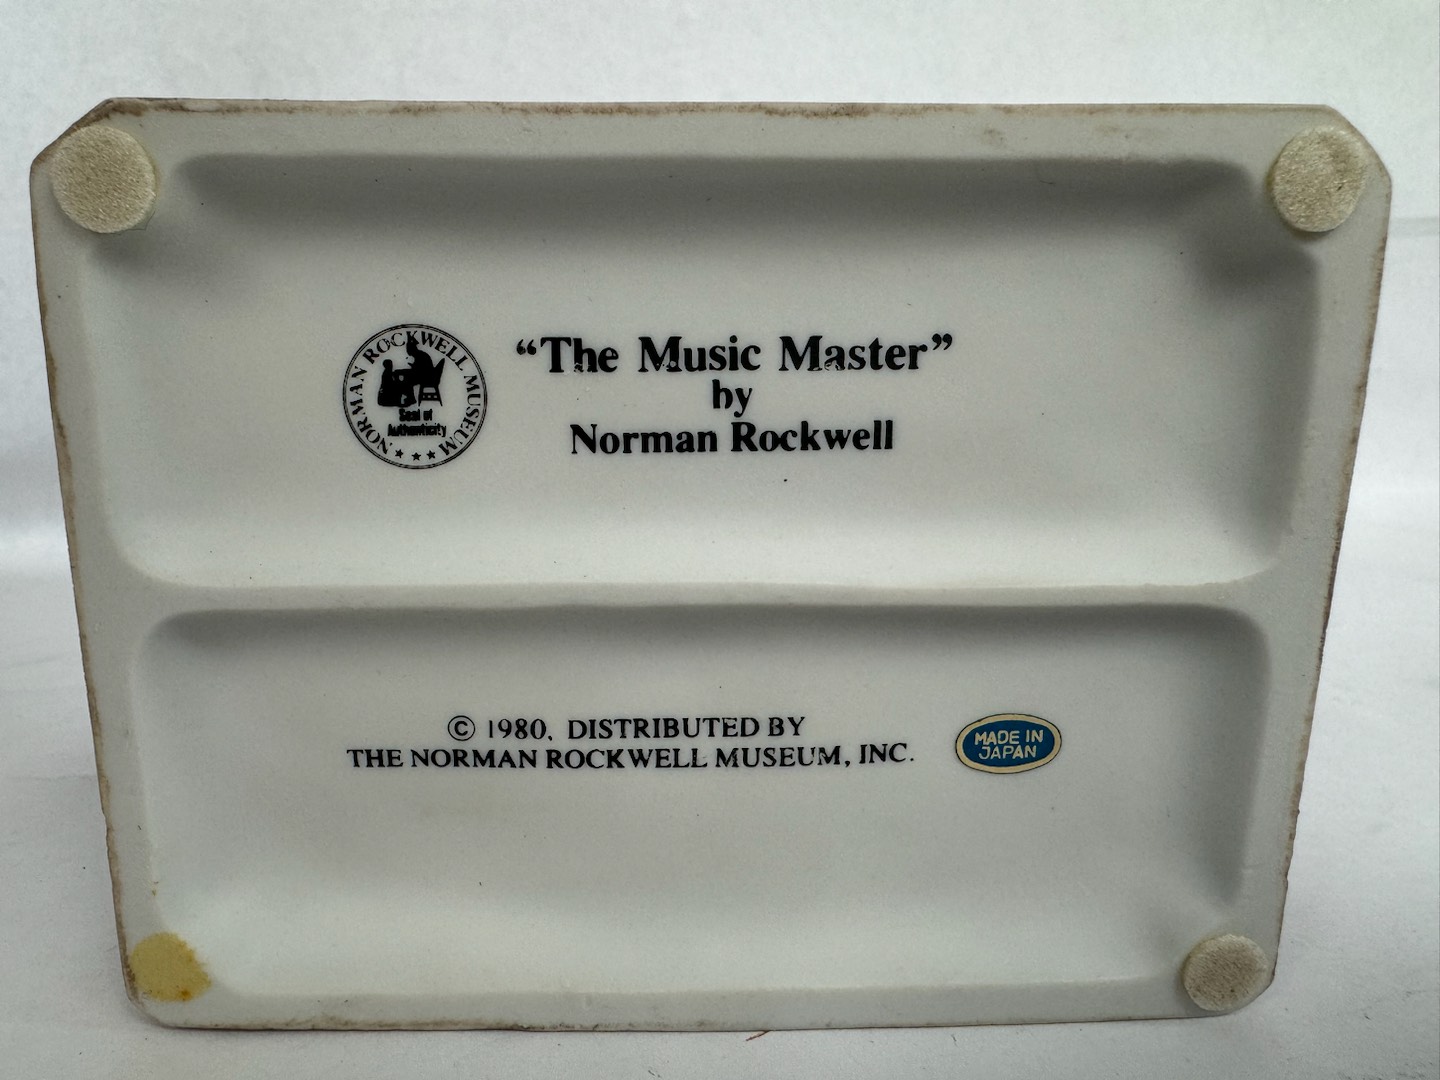 NORMAN ROCKWELL MUSEUM
Seal of
Authenticity
“The Music Master”
by
Norman Rockwell
© 1980, DISTRIBUTED BY
THE NORMAN ROCKWELL MUSEUM, INC.
MADE IN
JAPAN